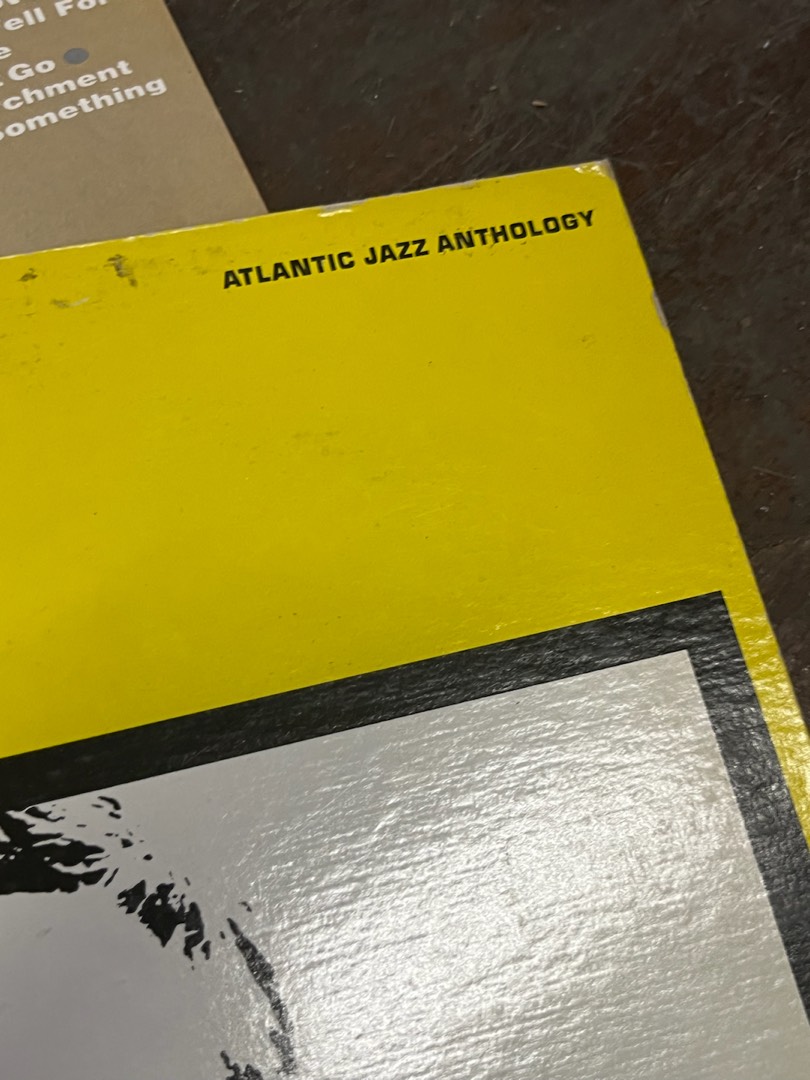 ell For
e
Go
chment
omething
ATLANTIC JAZZ ANTHOLOGY